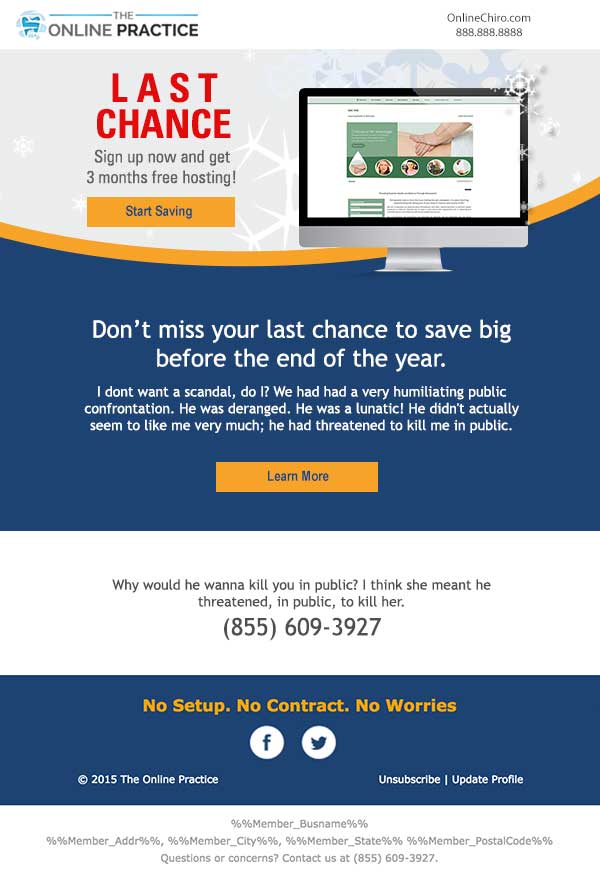 THE
ONLINE PRACTICE
OnlineChiro.com
888.888.8888
LAST
CHANCE
Sign up now and get
3 months free hosting!
Start Saving
Don’t miss your last chance to save big
before the end of the year.
I dont want a scandal, do I? We had had a very humiliating public
confrontation. He was deranged. He was a lunatic! He didn't actually
seem to like me very much; he had threatened to kill me in public.
Learn More
Why would he wanna kill you in public? I think she meant he
threatened, in public, to kill her.
(855) 609-3927
No Setup. No Contract. No Worries
© 2015 The Online Practice
Unsubscribe | Update Profile
%%Member_Busname%%
%%Member_Addr%%, %%Member_City%%, %%Member_State%% %%Member_PostalCode%%
Questions or concerns? Contact us at (855) 609-3927.